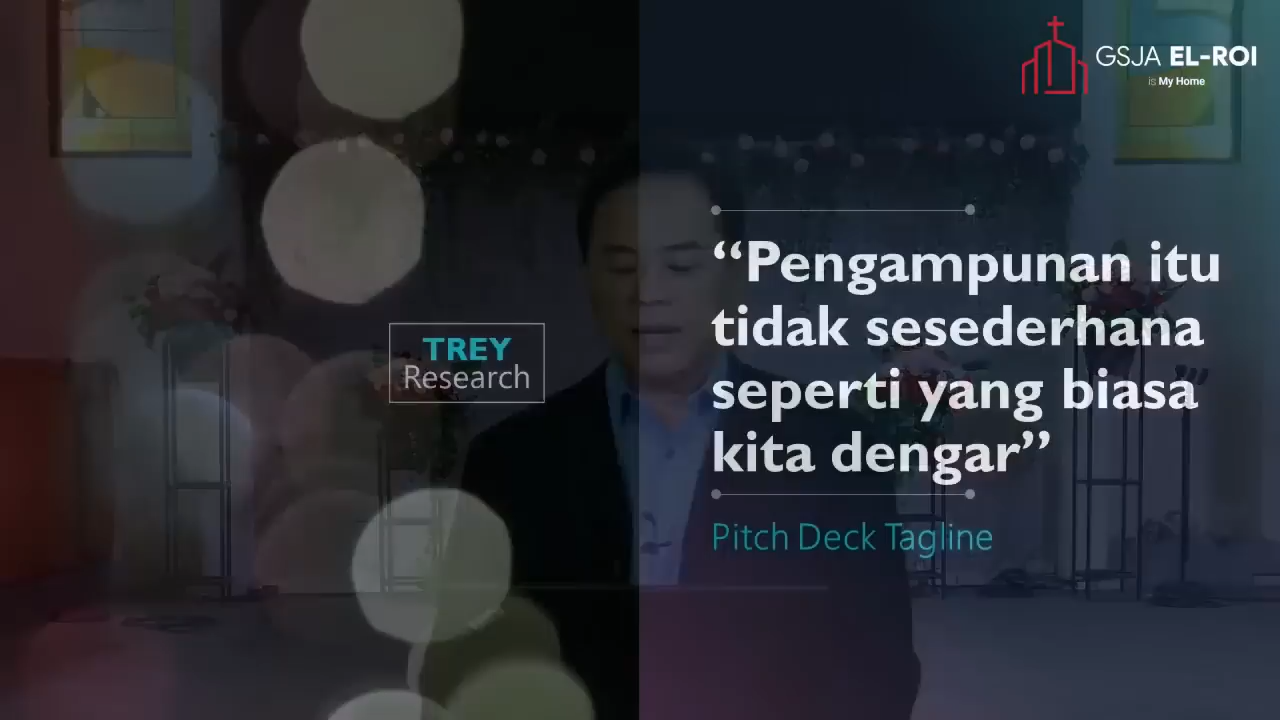 GSJA EL-ROI
is My Home
“Pengampunan itu
tidak sesederhana
seperti yang biasa
kita dengar”
TREY
Research
Pitch Deck Tagline